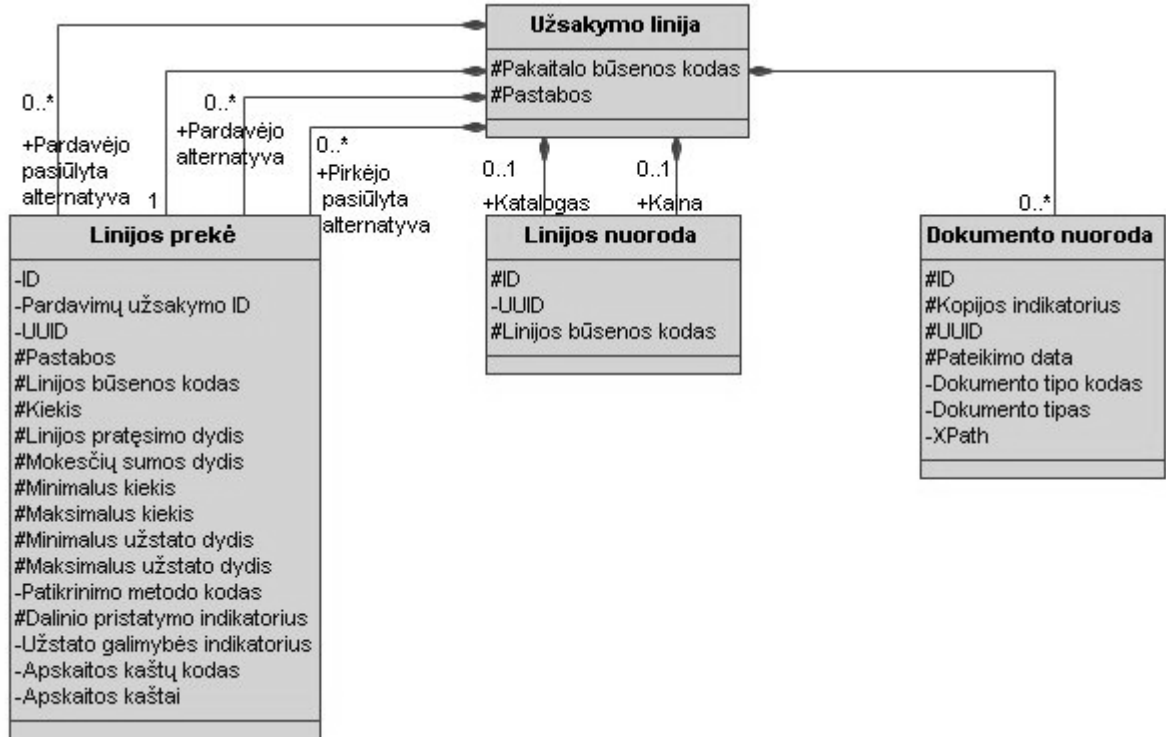 Užsakymo linija
#Pakaitalo būsenos kodas
#Pastabos
0..*
+Pardavėjo
pasiūlyta
alternatyva
1
0..*
+Pardavėjo
alternatyva
0..*
+Pirkėjo
pasiūlyta
alternatyva
0..1
+Katalogas
0..1
+Kaina
0..*
Linijos prekė
-ID
-Pardavimų užsakymo ID
-UUID
#Pastabos
#Linijos būsenos kodas
#Kiekis
#Linijos pratęsimo dydis
#Mokesčių sumos dydis
#Minimalus kiekis
#Maksimalus kiekis
#Minimalus užstato dydis
#Maksimalus užstato dydis
-Patikrinimo metodo kodas
#Dalinio pristatymo indikatorius
-Užstato galimybės indikatorius
-Apskaitos kaštų kodas
-Apskaitos kaštai
Linijos nuoroda
#ID
-UUID
#Linijos būsenos kodas
Dokumento nuoroda
#ID
#Kopijos indikatorius
#UUID
#Pateikimo data
-Dokumento tipo kodas
-Dokumento tipas
-XPath